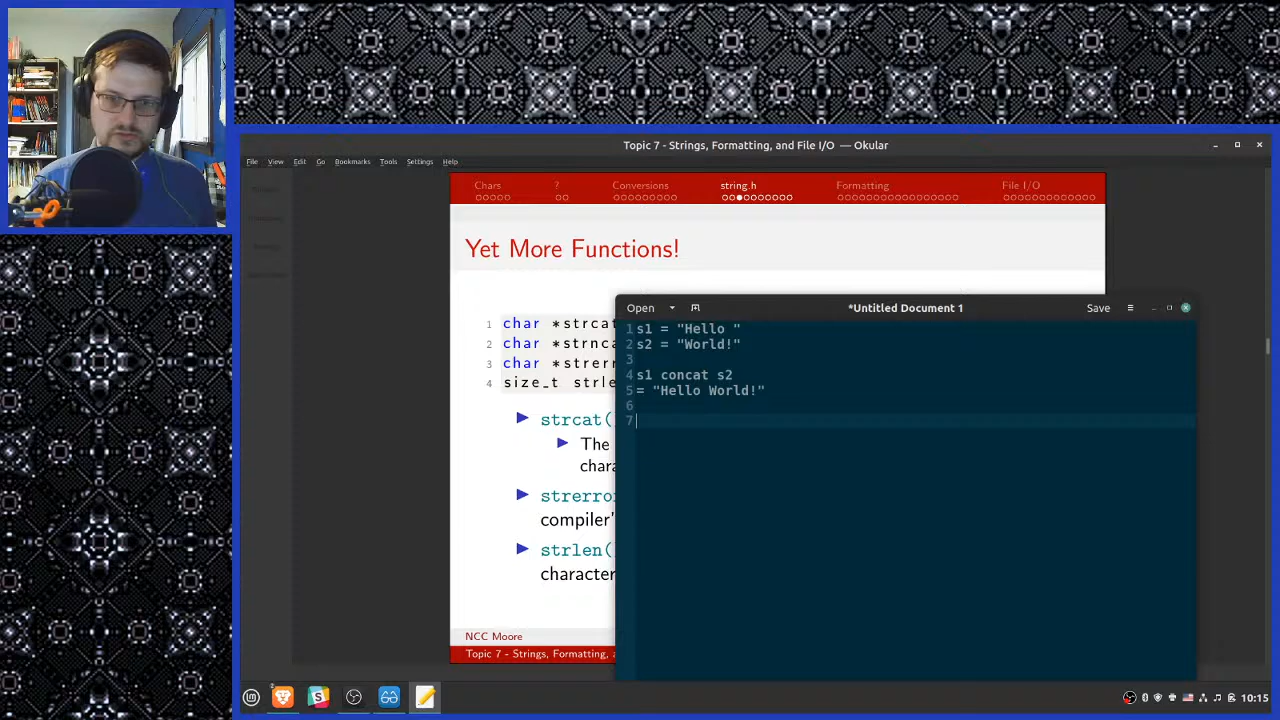 Topic 7 - Strings, Formatting, and File I/O — Okular
File View Edit Go Bookmarks Tools Settings Help
Chars ? Conversions string.h Formatting File I/O
Yet More Functions!
1 char *strcat
2 char *strnca
3 char *strerr
4 size_t strle
strcat(
The
chara
strerro
compiler'
strlen(
character
NCC Moore
Topic 7 - Strings, Formatting,
Open *Untitled Document 1 Save
1 s1 = "Hello "
2 s2 = "World!"
3
4 s1 concat s2
5 = "Hello World!"
6
7
10:15